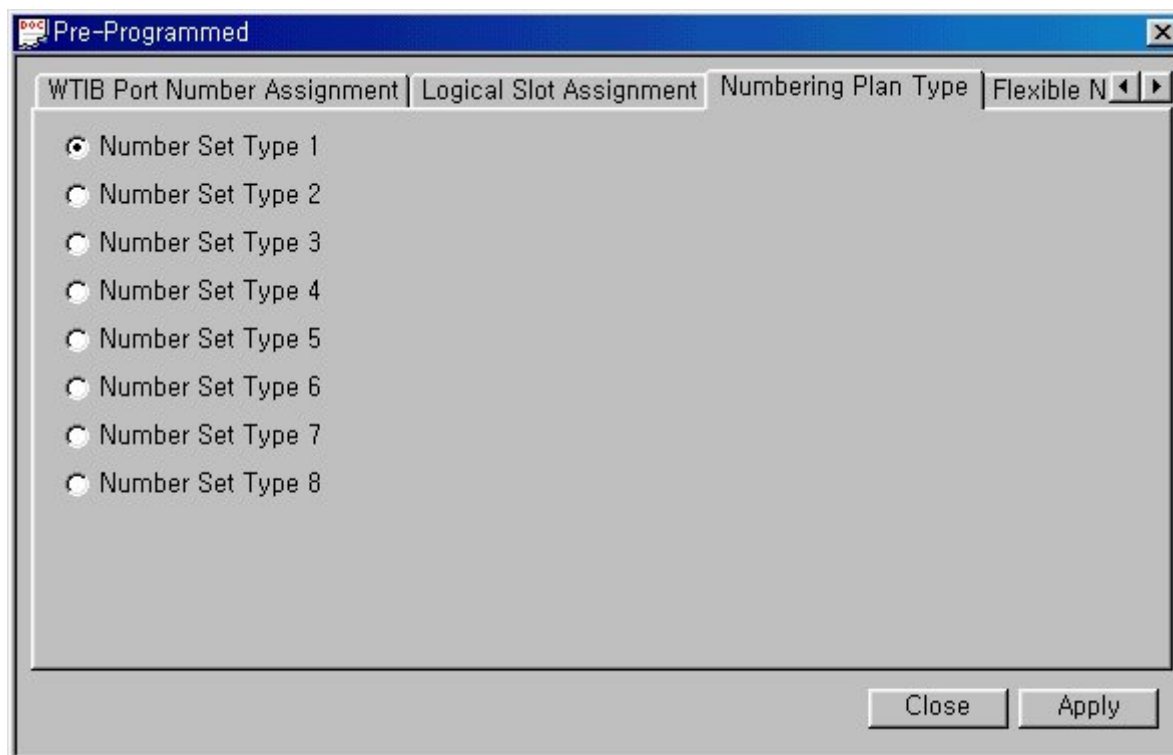 DOC Pre-Programmed
WTIB Port Number Assignment Logical Slot Assignment Numbering Plan Type Flexible N
Number Set Type 1
Number Set Type 2
Number Set Type 3
Number Set Type 4
Number Set Type 5
Number Set Type 6
Number Set Type 7
Number Set Type 8
Close Apply